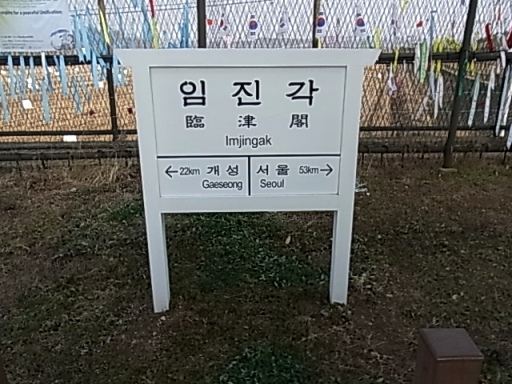 임 진 각
臨 津 閣
Imjingak
←22km 개 성 서 울 53km→
Gaeseong Seoul